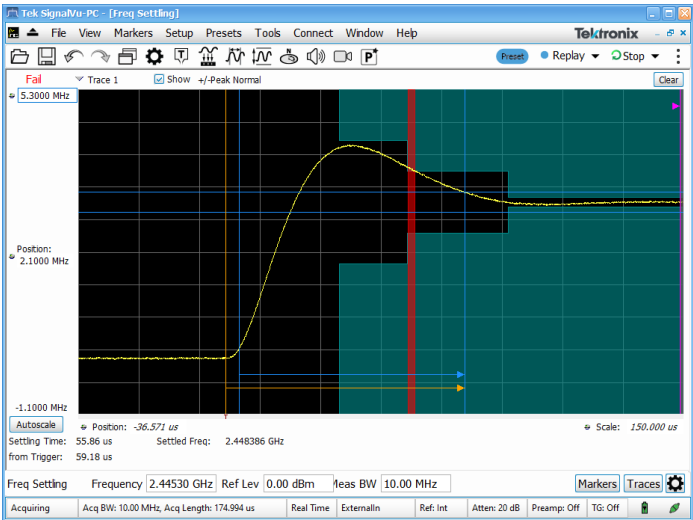 Tek SignalVu-PC - [Freq Settling]
File View Markers Setup Presets Tools Connect Window Help Tektronix
P* Preset Replay Stop
Fail Trace 1 Show +/-Peak Normal Clear
5.3000 MHz
Position:
2.1000 MHz
-1.1000 MHz
T
Autoscale Position: -36.571 us Scale: 150.000 us
Settling Time: 55.86 us Settled Freq: 2.448386 GHz
from Trigger: 59.18 us
Freq Settling Frequency 2.44530 GHz Ref Lev 0.00 dBm Meas BW 10.00 MHz Markers Traces
Acquiring Acq BW: 10.00 MHz, Acq Length: 174.994 us Real Time ExternalIn Ref: Int Atten: 20 dB Preamp: Off TG: Off